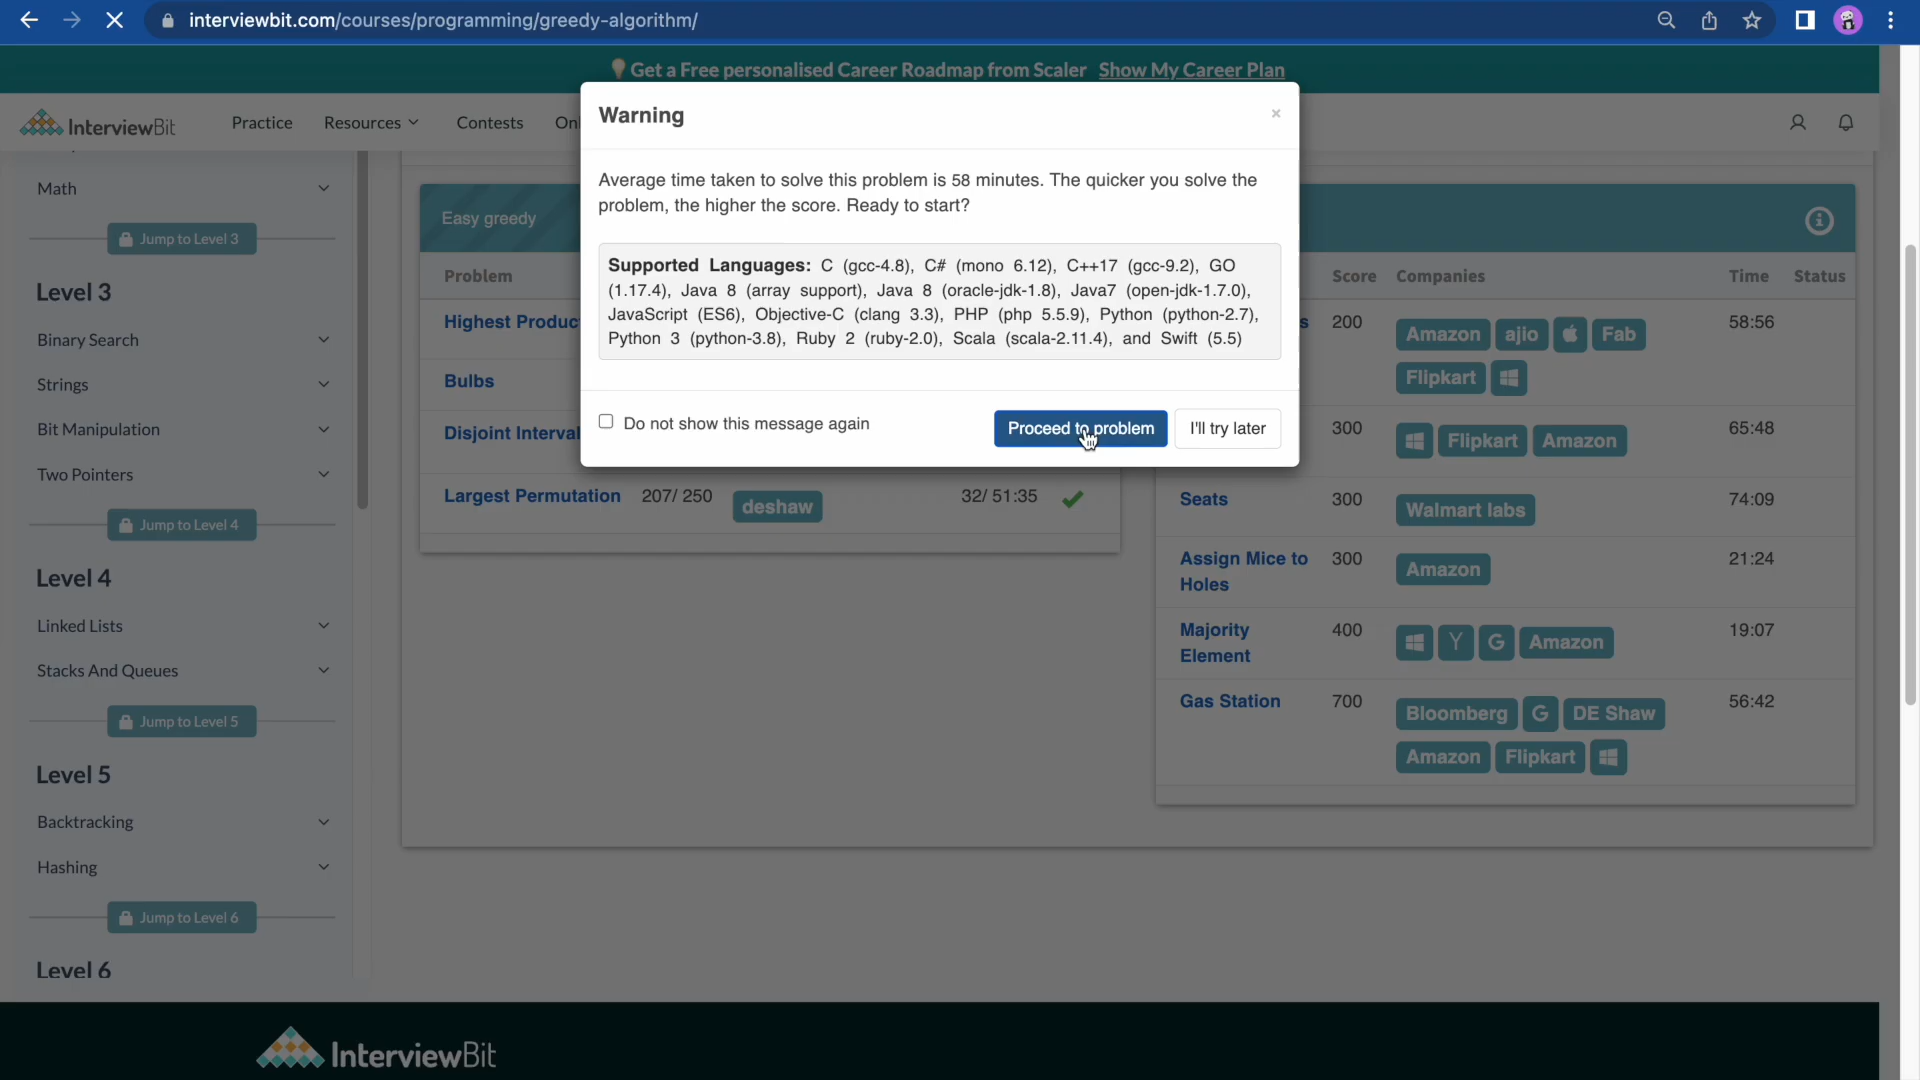 interviewbit.com/courses/programming/greedy-algorithm/
Get a Free personalised Career Roadmap from Scaler Show My Career Plan
InterviewBit
Practice
Resources
Contests
Onl
Warning
×
Average time taken to solve this problem is 58 minutes. The quicker you solve the
problem, the higher the score. Ready to start?
Supported Languages: C (gcc-4.8), C# (mono 6.12), C++17 (gcc-9.2), GO
(1.17.4), Java 8 (array support), Java 8 (oracle-jdk-1.8), Java7 (open-jdk-1.7.0),
JavaScript (ES6), Objective-C (clang 3.3), PHP (php 5.5.9), Python (python-2.7),
Python 3 (python-3.8), Ruby 2 (ruby-2.0), Scala (scala-2.11.4), and Swift (5.5)
Do not show this message again
Proceed to problem
I'll try later
Math
Jump to Level 3
Level 3
Binary Search
Strings
Bit Manipulation
Two Pointers
Jump to Level 4
Level 4
Linked Lists
Stacks And Queues
Jump to Level 5
Level 5
Backtracking
Hashing
Jump to Level 6
Level 6
Easy greedy
Problem
Highest Produc
Bulbs
Disjoint Interval
Largest Permutation 207/ 250 deshaw 32/ 51:35
Score Companies Time Status
s 200 Amazon ajio Fab 58:56
Flipkart
300 Flipkart Amazon 65:48
Seats 300 Walmart labs 74:09
Assign Mice to 300 Amazon 21:24
Holes
Majority 400 Y G Amazon 19:07
Element
Gas Station 700 Bloomberg G DE Shaw 56:42
Amazon Flipkart
InterviewBit